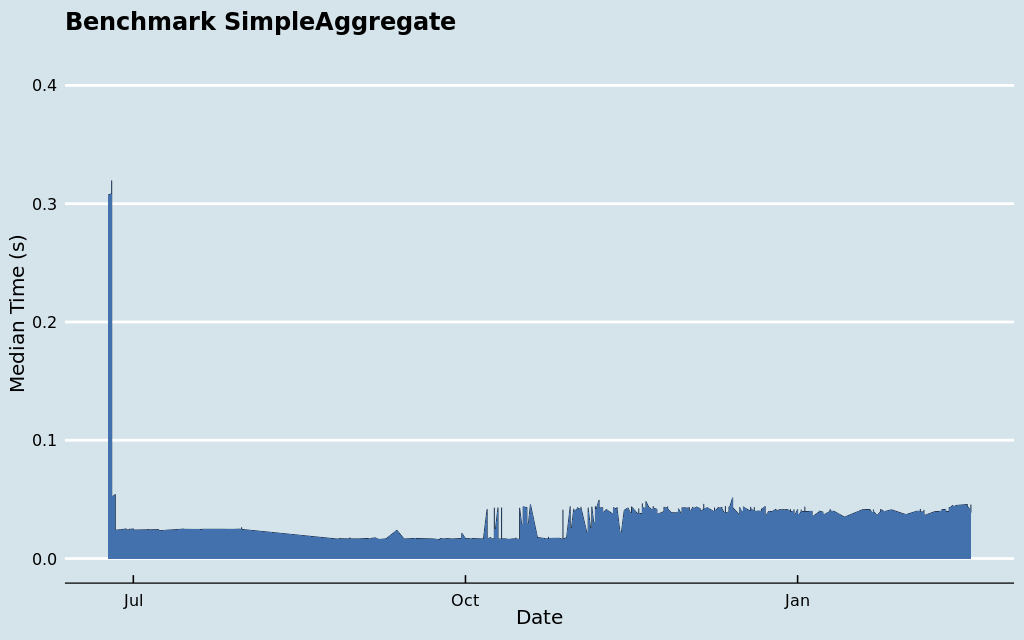 Benchmark SimpleAggregate
0.4
0.3
0.2
0.1
0.0
Median Time (s)
Jul
Oct
Jan
Date